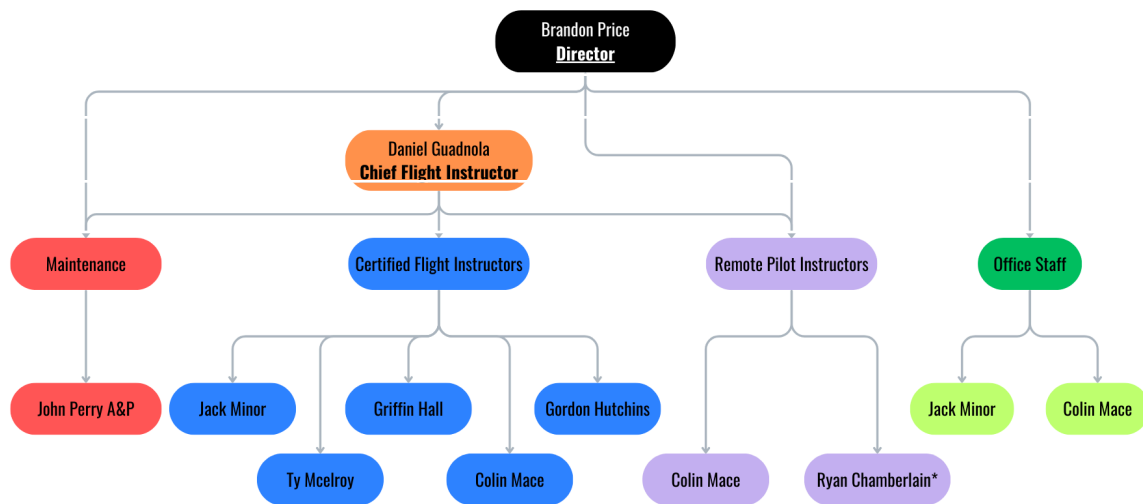 Brandon Price
Director
Daniel Guadnola
Chief Flight Instructor
Maintenance
Certified Flight Instructors
Remote Pilot Instructors
Office Staff
John Perry A&P
Jack Minor
Griffin Hall
Gordon Hutchins
Jack Minor
Colin Mace
Ty Mcelroy
Colin Mace
Colin Mace
Ryan Chamberlain*